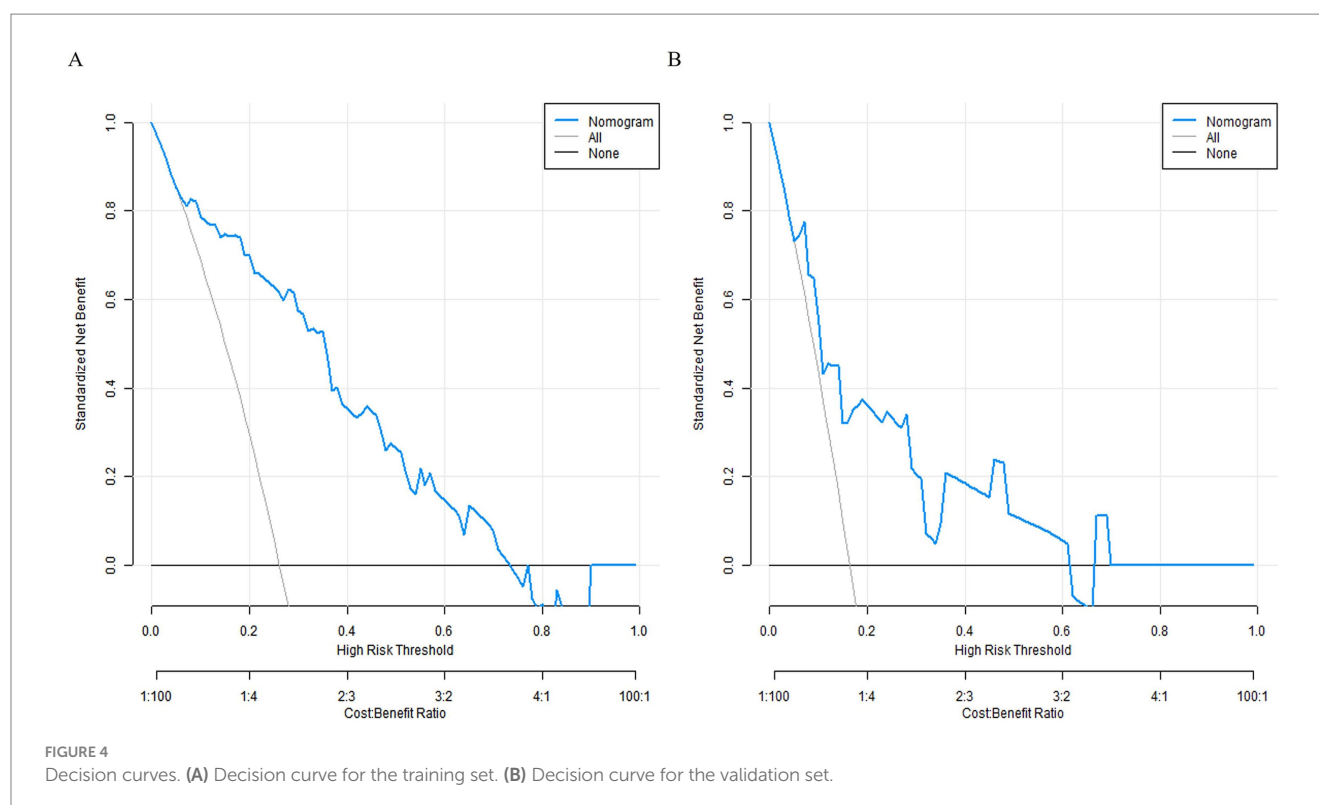 A
Nomogram
All
None
Standardized Net Benefit
1.0
0.8
0.6
0.4
0.2
0.0
0.0 0.2 0.4 0.6 0.8 1.0
High Risk Threshold
1:100 1:4 2:3 3:2 4:1 100:1
Cost:Benefit Ratio
B
Nomogram
All
None
Standardized Net Benefit
1.0
0.8
0.6
0.4
0.2
0.0
0.0 0.2 0.4 0.6 0.8 1.0
High Risk Threshold
1:100 1:4 2:3 3:2 4:1 100:1
Cost:Benefit Ratio
FIGURE 4
Decision curves. (A) Decision curve for the training set. (B) Decision curve for the validation set.